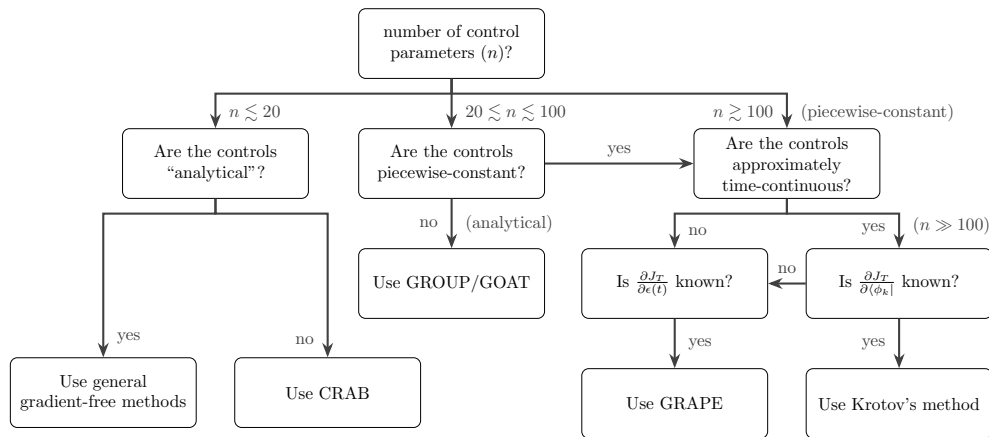 number of control
parameters (n)?
n ≲ 20
20 ≲ n ≲ 100
n ≳ 100
(piecewise-constant)
Are the controls
“analytical”?
Are the controls
piecewise-constant?
yes
Are the controls
approximately
time-continuous?
no
(analytical)
no
yes
(n ≫ 100)
Use GROUP/GOAT
Is ∂J_T/∂ϵ(t) known?
no
Is ∂J_T/∂⟨ϕ_k| known?
yes
no
yes
yes
Use general
gradient-free methods
Use CRAB
Use GRAPE
Use Krotov’s method